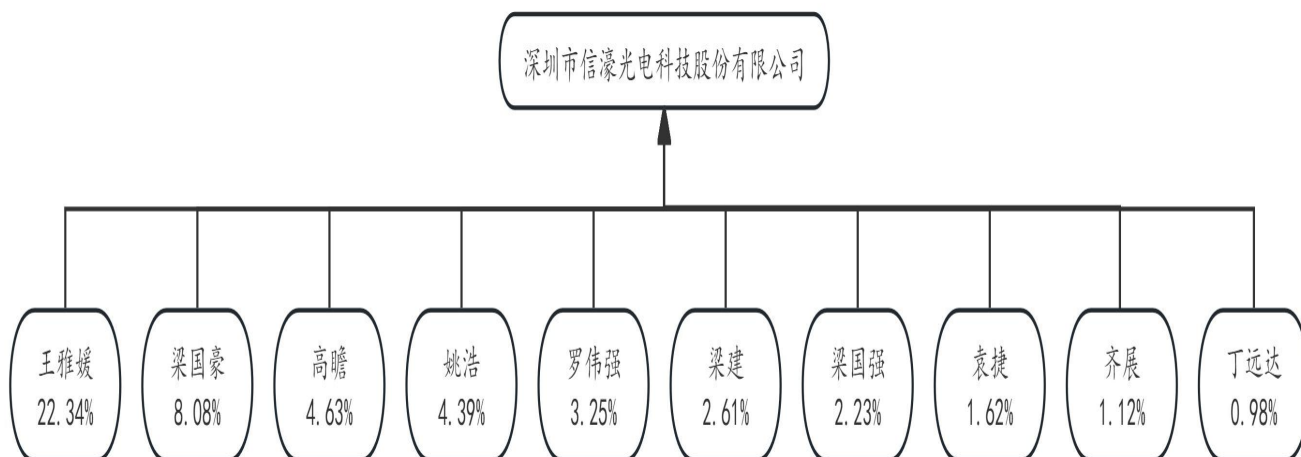 深圳市信濠光电科技股份有限公司
王雅媛
22.34%
梁国豪
8.08%
高瞻
4.63%
姚浩
4.39%
罗伟强
3.25%
梁建
2.61%
梁国强
2.23%
袁捷
1.62%
齐展
1.12%
丁远达
0.98%